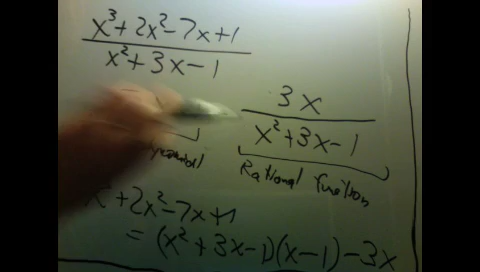 x³+2x²-7x+1
x²+3x-1
3x
x²+3x-1
Rational function
+2x²-7x+1
= (x²+3x-1)(x-1)-3x